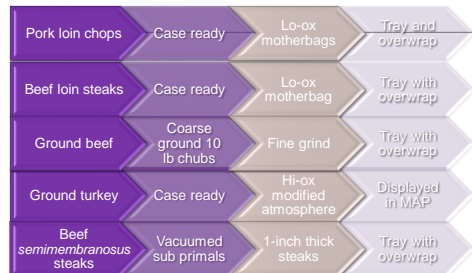 Pork loin chops
Case ready
Lo-ox
motherbags
Tray and
overwrap
Beef loin steaks
Case ready
Lo-ox
motherbag
Tray with
overwrap
Ground beef
Coarse
ground 10
lb chubs
Fine grind
Tray with
overwrap
Ground turkey
Case ready
Hi-ox
modified
atmosphere
Displayed
in MAP
Beef
semimembranosus
steaks
Vacuumed
sub primals
1-inch thick
steaks
Tray with
overwrap